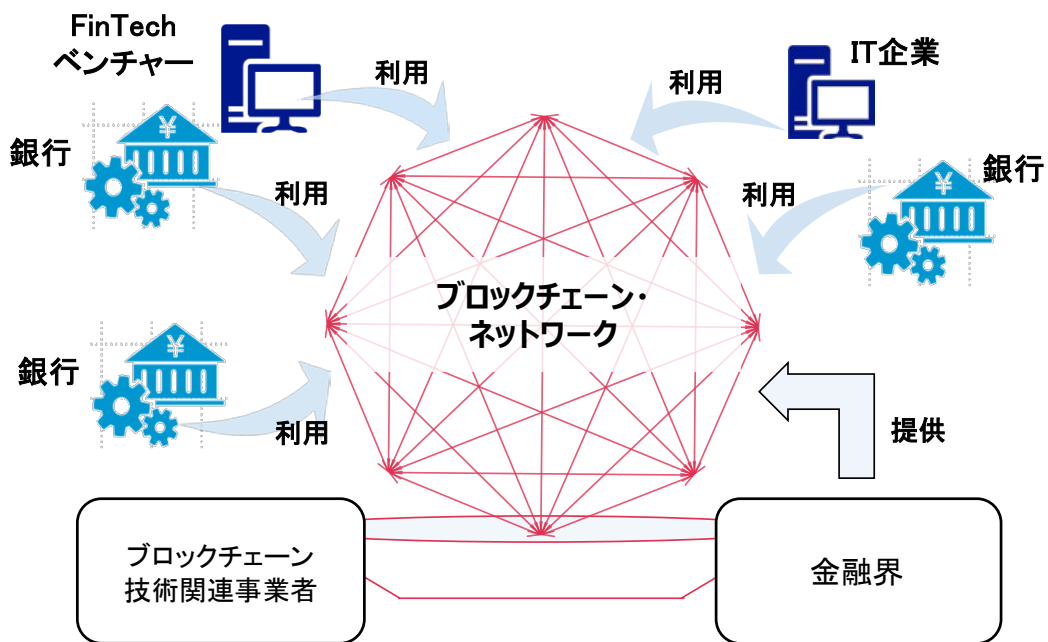 FinTech
ベンチャー
利用
利用
IT企業
銀行
利用
利用
銀行
ブロックチェーン・
ネットワーク
銀行
利用
提供
ブロックチェーン
技術関連事業者
金融界